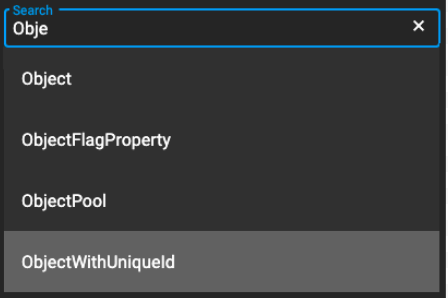 Search
Obje
Object
ObjectFlagProperty
ObjectPool
ObjectWithUniqueId